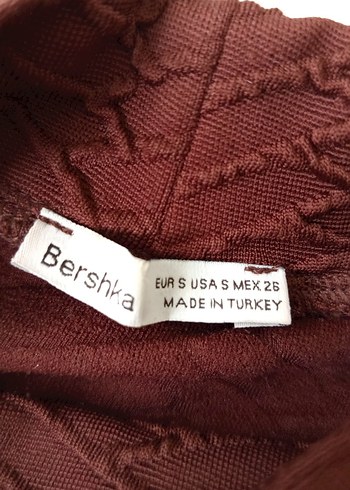 Bershka
EUR S USA S MEX 26
MADE IN TURKEY